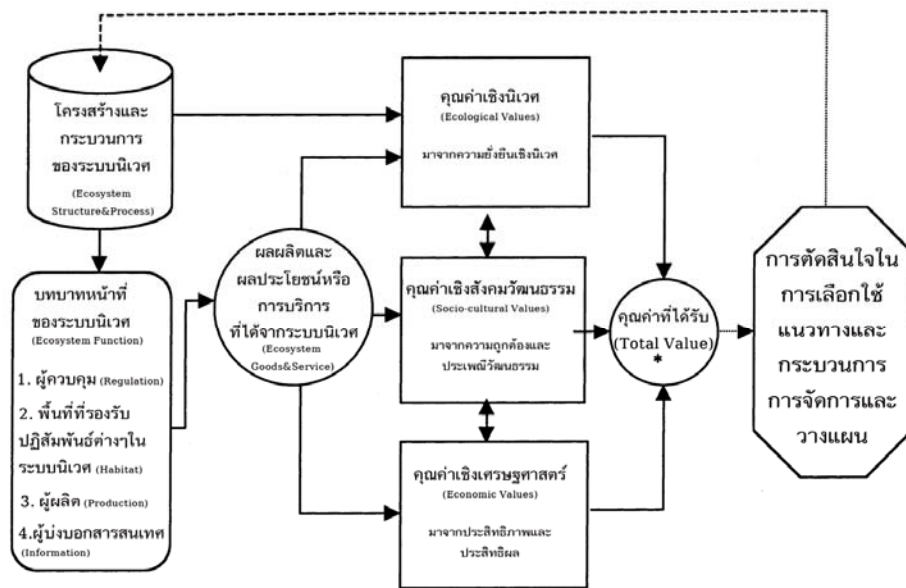 โครงสร้างและ
กระบวนการ
ของระบบนิเวศ
(Ecosystem
Structure&Process)
บทบาทหน้าที่
ของระบบนิเวศ
(Ecosystem Function)
1. ผู้ควบคุม (Regulation)
2. พื้นที่ที่รองรับ
ปฏิสัมพันธ์ต่างๆใน
ระบบนิเวศ (Habitat)
3. ผู้ผลิต (Production)
4.ผู้บ่งบอกสารสนเทศ
(Information)
ผลผลิตและ
ผลประโยชน์หรือ
การบริการ
ที่ได้จากระบบนิเวศ
(Ecosystem
Goods&Service)
คุณค่าเชิงนิเวศ
(Ecological Values)
มาจากความยั่งยืนเชิงนิเวศ
คุณค่าเชิงสังคมวัฒนธรรม
(Socio-cultural Values)
มาจากความถูกต้องและ
ประเพณีวัฒนธรรม
คุณค่าเชิงเศรษฐศาสตร์
(Economic Values)
มาจากประสิทธิภาพและ
ประสิทธิผล
คุณค่าที่ได้รับ
(Total Value)
*
การตัดสินใจใน
การเลือกใช้
แนวทางและ
กระบวนการ
การจัดการและ
วางแผน